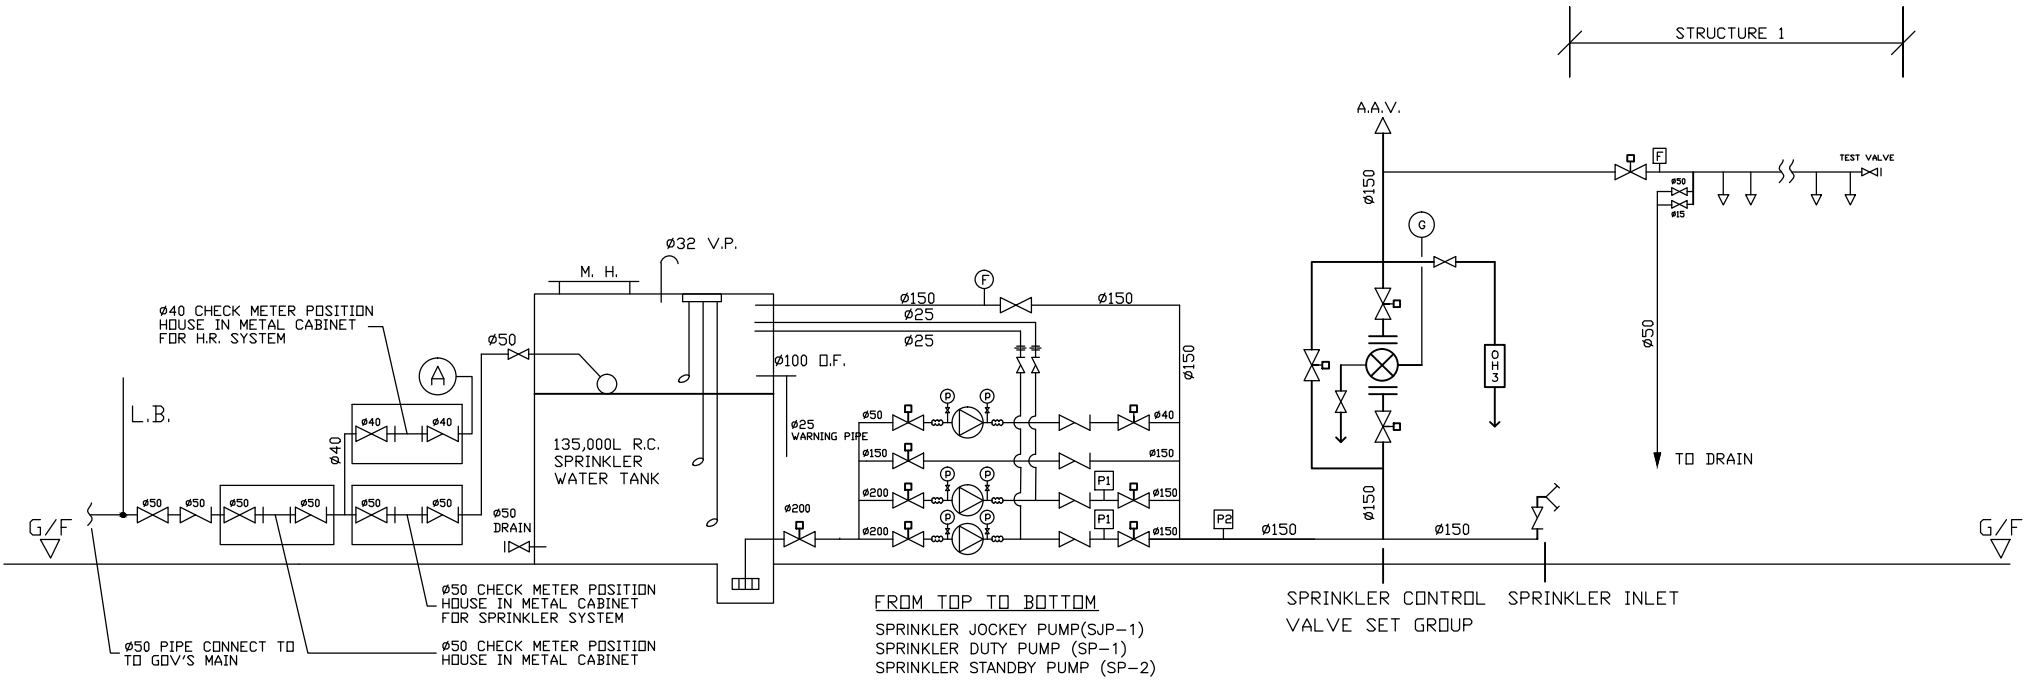 STRUCTURE 1
A.A.V.
TEST VALVE
F
Ø150
Ø50
Ø15
G
Ø32 V.P.
M. H.
F
Ø150
Ø150
Ø25
Ø25
Ø40 CHECK METER POSITION
HOUSE IN METAL CABINET
FOR H.R. SYSTEM
Ø50
Ø100 O.F.
Ø150
Ø50
OH3
A
P
P
L.B.
Ø40
Ø40
Ø40
Ø25
WARNING PIPE
Ø50
Ø40
135,000L R.C.
SPRINKLER
WATER TANK
Ø150
Ø150
TO DRAIN
P
P
P1
Ø200
Ø150
Ø150
Ø50
Ø50
Ø50
Ø50
Ø50
Ø50
Ø50
DRAIN
Ø200
P
P
P1
P2
Ø200
Ø150
Ø150
Ø150
G/F
G/F
Ø50 CHECK METER POSITION
HOUSE IN METAL CABINET
FOR SPRINKLER SYSTEM
FROM TOP TO BOTTOM
SPRINKLER JOCKEY PUMP(SJP-1)
SPRINKLER DUTY PUMP (SP-1)
SPRINKLER STANDBY PUMP (SP-2)
SPRINKLER CONTROL
VALVE SET GROUP
SPRINKLER INLET
Ø50 PIPE CONNECT TO
TO GOV'S MAIN
Ø50 CHECK METER POSITION
HOUSE IN METAL CABINET